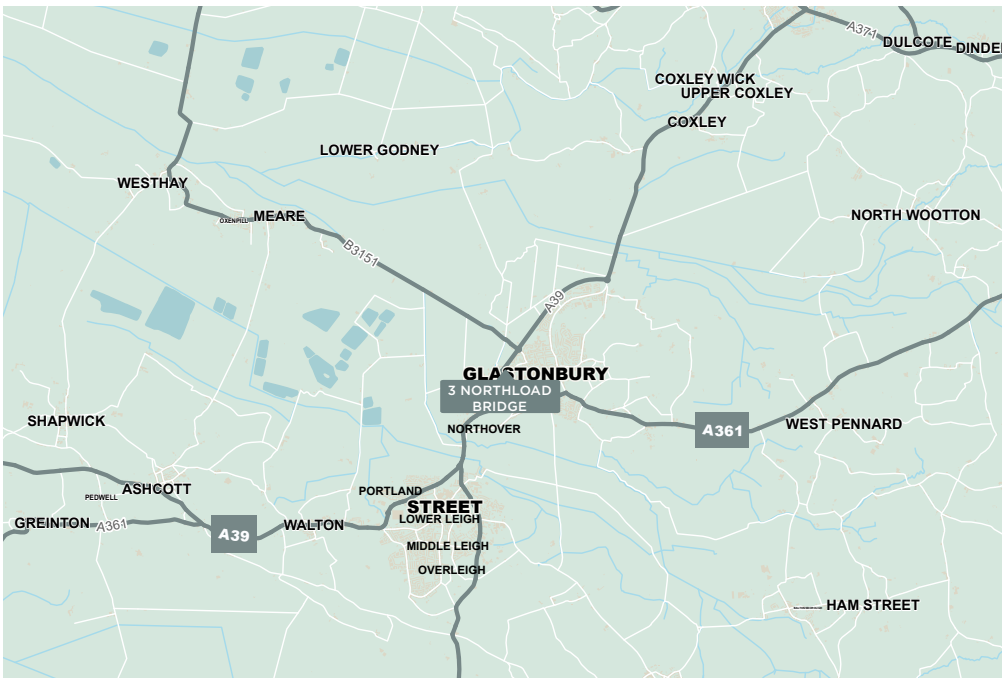 A371
DULCOTE
DINDE
COXLEY WICK
UPPER COXLEY
COXLEY
LOWER GODNEY
WESTHAY
OXENPILL
MEARE
NORTH WOOTTON
B3151
A39
GLASTONBURY
3 NORTHLOAD
BRIDGE
SHAPWICK
NORTHOVER
A361
WEST PENNARD
ASHCOTT
PEDWELL
PORTLAND
STREET
LOWER LEIGH
GREINTON
A361
A39
WALTON
MIDDLE LEIGH
OVERLEIGH
HAM STREET